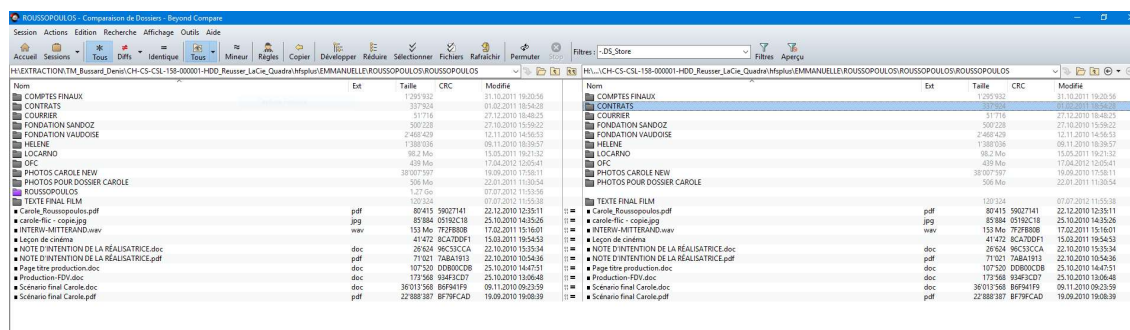 ROUSSOPOULOS - Comparaison de Dossiers - Beyond Compare
Session Actions Edition Recherche Affichage Outils Aide
Accueil Sessions Tous Diffs Identique Tous Mineur Règles Copier Développer Réduire Sélectionner Fichiers Rafraîchir Permuter Stop Filtres : -.DS_Store Filtres Aperçu
H:\EXTRACTION\TM_Bussard_Denis\CH-CS-CSL-158-000001-HDD_Reusser_LaCie_Quadra\hfsplus\EMMANUELLE\ROUSSOPOULOS\ROUSSOPOULOS H:\...\CH-CS-CSL-158-000001-HDD_Reusser_LaCie_Quadra\hfsplus\EMMANUELLE\ROUSSOPOULOS\ROUSSOPOULOS
Nom Ext Taille CRC Modifié Nom Ext Taille CRC Modifié
COMPTES FINAUX 1'295'932 31.10.2011 19:20:56 COMPTES FINAUX 1'295'932 31.10.2011 19:20:56
CONTRATS 337'924 01.02.2011 18:54:28 CONTRATS 337'924 01.02.2011 18:54:28
COURRIER 51'716 27.12.2010 18:48:25 COURRIER 51'716 27.12.2010 18:48:25
FONDATION SANDOZ 500'228 27.10.2010 15:59:22 FONDATION SANDOZ 500'228 27.10.2010 15:59:22
FONDATION VAUDOISE 2'468'429 12.11.2010 14:56:53 FONDATION VAUDOISE 2'468'429 12.11.2010 14:56:53
HELENE 1'388'036 09.11.2010 18:39:57 HELENE 1'388'036 09.11.2010 18:39:57
LOCARNO 98.2 Mo 15.05.2011 19:21:32 LOCARNO 98.2 Mo 15.05.2011 19:21:32
OFC 439 Mo 17.04.2012 12:05:41 OFC 439 Mo 17.04.2012 12:05:41
PHOTOS CAROLE NEW 38'007'597 19.09.2010 17:58:11 PHOTOS CAROLE NEW 38'007'597 19.09.2010 17:58:11
PHOTOS POUR DOSSIER CAROLE 506 Mo 22.01.2011 11:30:54 PHOTOS POUR DOSSIER CAROLE 506 Mo 22.01.2011 11:30:54
ROUSSOPOULOS 1.27 Go 07.07.2012 11:53:56
TEXTE FINAL FILM 120'324 07.07.2012 11:55:38 TEXTE FINAL FILM 120'324 07.07.2012 11:55:38
Carole_Roussopoulos.pdf pdf 80'415 59027141 22.12.2010 12:35:11 = Carole_Roussopoulos.pdf pdf 80'415 59027141 22.12.2010 12:35:11
carole-flic - copie.jpg jpg 85'884 05192C18 25.10.2010 14:35:26 = carole-flic - copie.jpg jpg 85'884 05192C18 25.10.2010 14:35:26
INTERW-MITTERAND.wav wav 153 Mo 7F2FB80B 17.02.2011 15:16:01 = INTERW-MITTERAND.wav wav 153 Mo 7F2FB80B 17.02.2011 15:16:01
Leçon de cinéma 41'472 8CA7DDF1 15.03.2011 19:54:53 = Leçon de cinéma 41'472 8CA7DDF1 15.03.2011 19:54:53
NOTE D'INTENTION DE LA RÉALISATRICE.doc doc 26'624 96C53CCA 22.10.2010 15:35:34 = NOTE D'INTENTION DE LA RÉALISATRICE.doc doc 26'624 96C53CCA 22.10.2010 15:35:34
NOTE D'INTENTION DE LA RÉALISATRICE.pdf pdf 71'021 7ABA1913 22.10.2010 10:54:36 = NOTE D'INTENTION DE LA RÉALISATRICE.pdf pdf 71'021 7ABA1913 22.10.2010 10:54:36
Page titre production.doc doc 107'520 DDB00CDB 25.10.2010 14:47:51 = Page titre production.doc doc 107'520 DDB00CDB 25.10.2010 14:47:51
Production-FDV.doc doc 173'568 934F3CD7 25.10.2010 13:06:48 = Production-FDV.doc doc 173'568 934F3CD7 25.10.2010 13:06:48
Scénario final Carole.doc doc 36'013'568 B6F941F9 09.11.2010 09:23:59 = Scénario final Carole.doc doc 36'013'568 B6F941F9 09.11.2010 09:23:59
Scénario final Carole.pdf pdf 22'888'387 BF79FCAD 19.09.2010 19:08:39 = Scénario final Carole.pdf pdf 22'888'387 BF79FCAD 19.09.2010 19:08:39